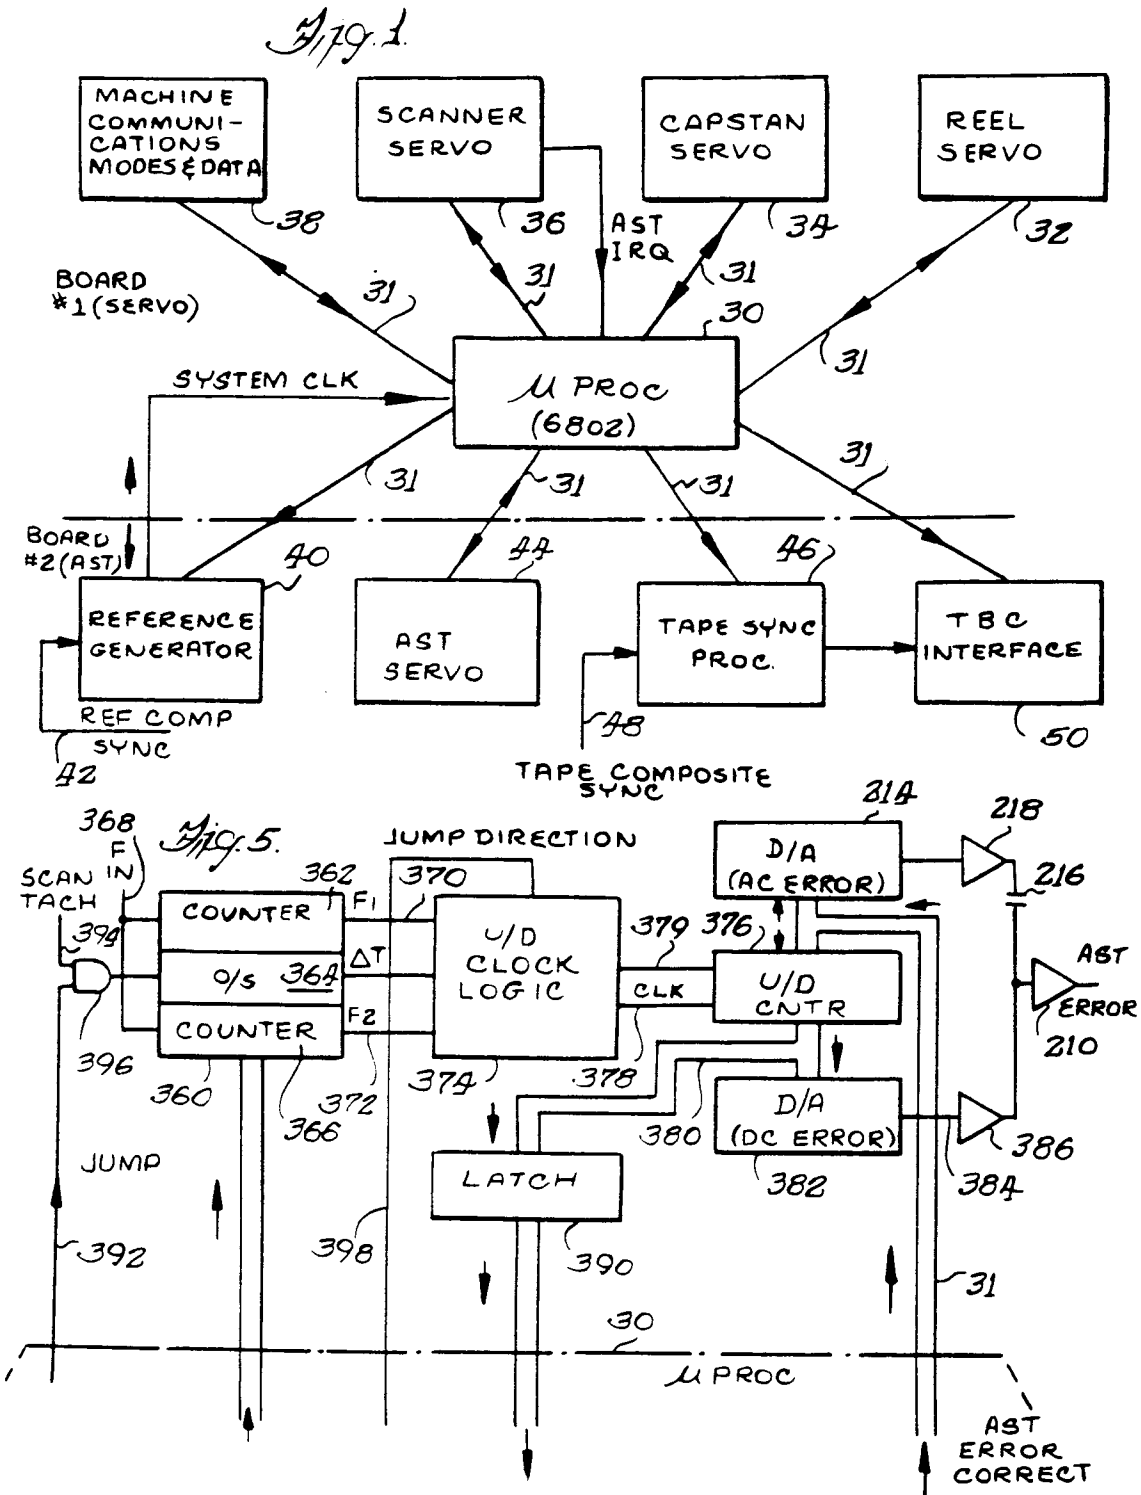 Fig. 1.
MACHINE
COMMUNI-
CATIONS
MODES & DATA
38
SCANNER
SERVO
36
AST
IRQ
CAPSTAN
SERVO
34
REEL
SERVO
32
BOARD
#1 (SERVO)
31
31
31
30
31
SYSTEM CLK
µ PROC
(6802)
31
31
31
31
BOARD
#2 (AST)
40
44
46
REFERENCE
GENERATOR
AST
SERVO
TAPE SYNC
PROC.
TBC
INTERFACE
REF COMP
SYNC
42
48
50
TAPE COMPOSITE
SYNC
368
Fig. 5.
JUMP DIRECTION
214
218
F
IN
SCAN
TACH
362
370
D/A
(AC ERROR)
216
COUNTER
F1
394
U/D
CLOCK
LOGIC
379
376
O/S
364
ΔT
CLK
U/D
CNTR
AST
ERROR
COUNTER
F2
396
360
366
372
374
378
380
210
D/A
(DC ERROR)
382
384
386
JUMP
LATCH
392
398
390
31
30
µ PROC
AST
ERROR
CORRECT